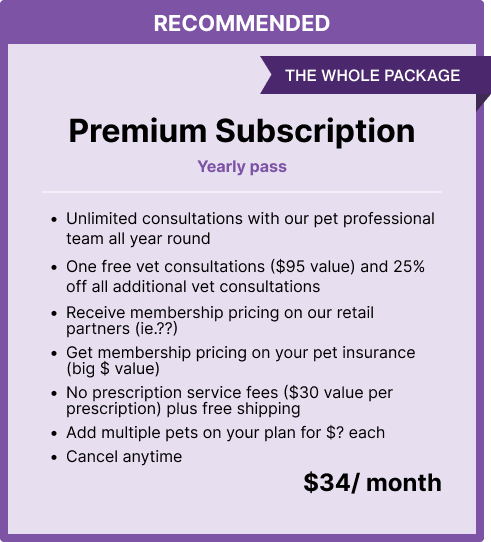 RECOMMENDED
THE WHOLE PACKAGE
Premium Subscription
Yearly pass
• Unlimited consultations with our pet professional
team all year round
• One free vet consultations ($95 value) and 25%
off all additional vet consultations
• Receive membership pricing on our retail
partners (ie.??)
• Get membership pricing on your pet insurance
(big $ value)
• No prescription service fees ($30 value per
prescription) plus free shipping
• Add multiple pets on your plan for $? each
• Cancel anytime
$34/ month